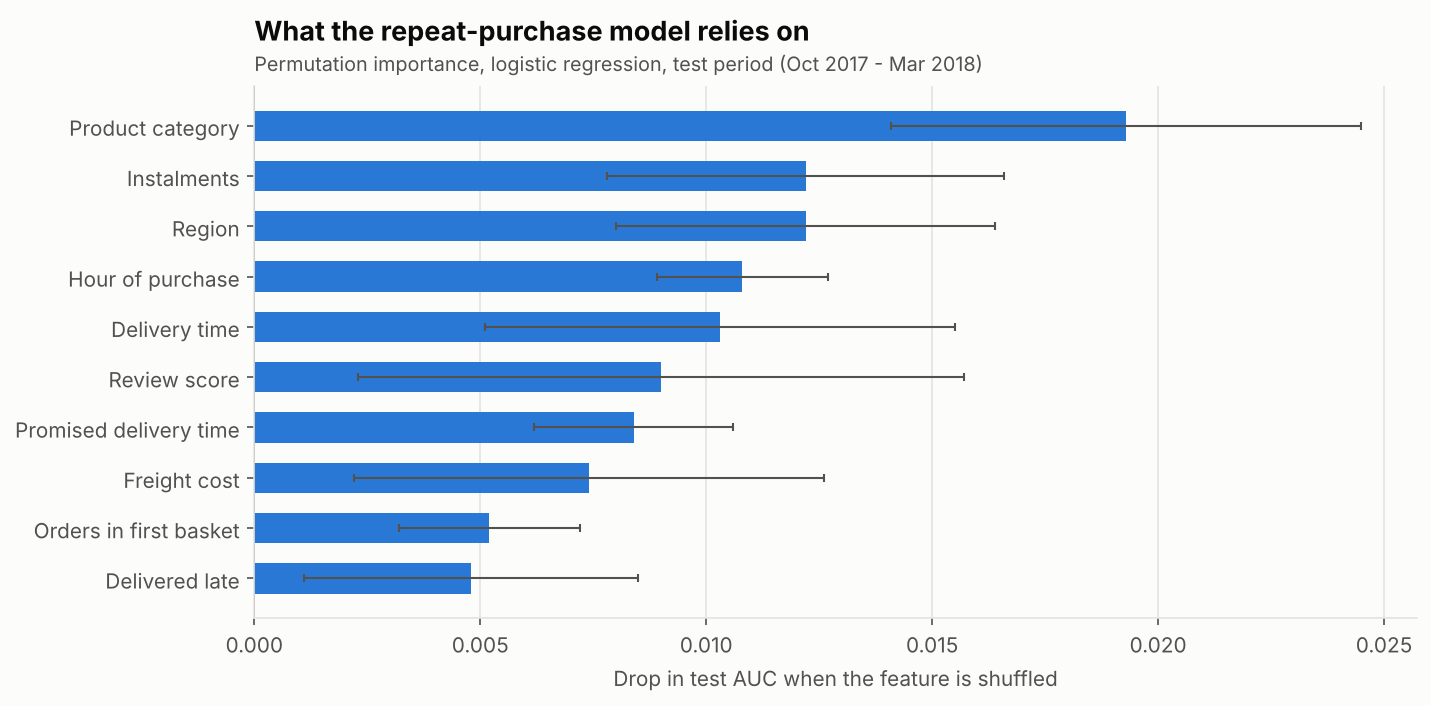 What the repeat-purchase model relies on
Permutation importance, logistic regression, test period (Oct 2017 - Mar 2018)
Product category
Instalments
Region
Hour of purchase
Delivery time
Review score
Promised delivery time
Freight cost
Orders in first basket
Delivered late
0.000 0.005 0.010 0.015 0.020 0.025
Drop in test AUC when the feature is shuffled